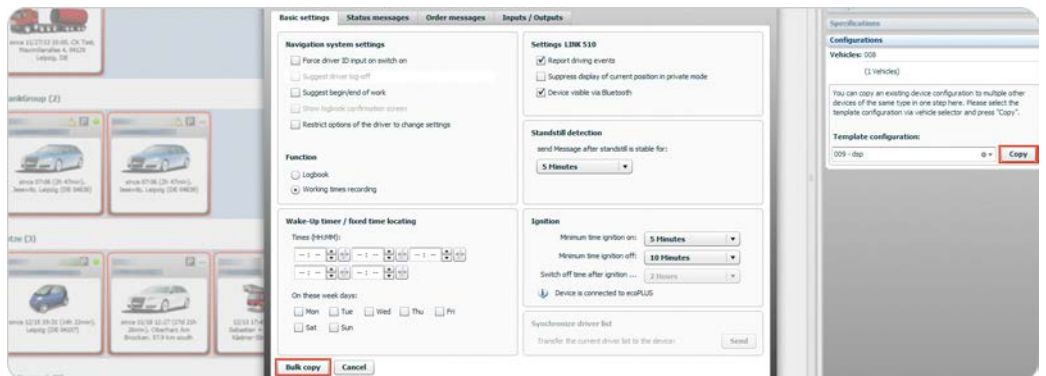 Basic settings
Status messages
Order messages
Inputs / Outputs
Navigation system settings
Force driver ID input on switch on
Suggest driver log-off
Suggest begin/end of work
Show logbook confirmation screen
Restrict options of the driver to change settings
Function
Logbook
Working times recording
Settings LINK 510
Report driving events
Suppress display of current position in private mode
Device visible via Bluetooth
Standstill detection
send Message after standstill is stable for:
5 Minutes
Wake-Up timer / fixed time locating
Times (HH:MM):
-- : -- -- : -- -- : --
-- : -- -- : --
On these week days:
Mon Tue Wed Thu Fri
Sat Sun
Ignition
Minimum time ignition on: 5 Minutes
Minimum time ignition off: 10 Minutes
Switch off time after ignition ... 2 Hours
Device is connected to ecoPLUS
Synchronize driver list
Transfer the current driver list to the device: Send
Bulk copy Cancel
Specifications
Configurations
Vehicles: 008
(1 Vehicles)
You can copy an existing device configuration to multiple other
devices of the same type in one step here. Please select the
template configuration via vehicle selector and press "Copy".
Template configuration:
009 - dsp Copy